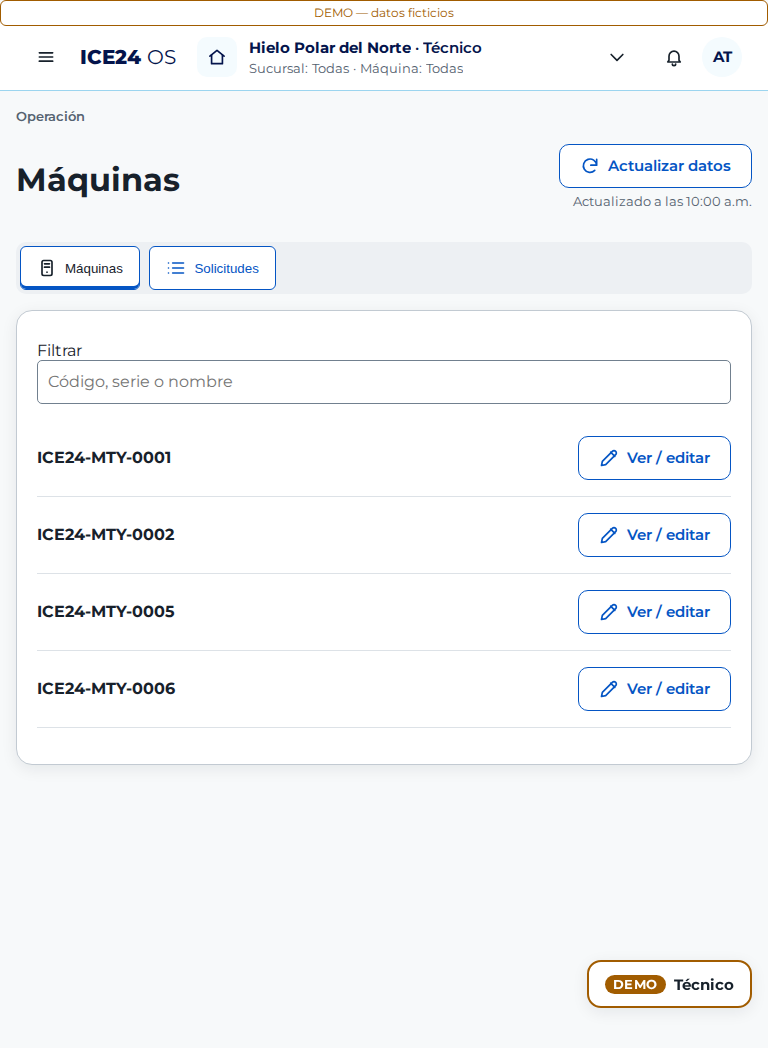 DEMO — datos ficticios
ICE24 OS
Hielo Polar del Norte · Técnico
Sucursal: Todas · Máquina: Todas
AT
Operación
Máquinas
Actualizar datos
Actualizado a las 10:00 a.m.
Máquinas
Solicitudes
Filtrar
Código, serie o nombre
ICE24-MTY-0001
Ver / editar
ICE24-MTY-0002
Ver / editar
ICE24-MTY-0005
Ver / editar
ICE24-MTY-0006
Ver / editar
DEMO Técnico